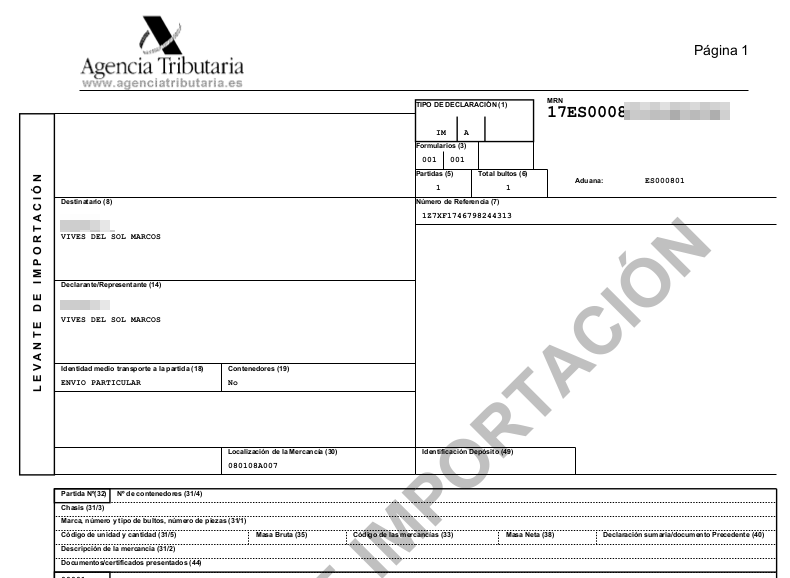 Agencia Tributaria
www.agenciatributaria.es
Página 1
LEVANTE DE IMPORTACIÓN
TIPO DE DECLARACIÓN (1)
IM A
MRN
17ES0008
Formularios (3)
001 001
Partidas (5) Total bultos (6)
1 1
Aduana: ES000801
Destinatario (8)
VIVES DEL SOL MARCOS
Número de Referencia (7)
1Z7XF1746798244313
Declarante/Representante (14)
VIVES DEL SOL MARCOS
Identidad medio transporte a la partida (18) Contenedores (19)
ENVIO PARTICULAR No
Localización de la Mercancía (30) Identificación Depósito (49)
080108A007
Partida Nº(32) Nº de contenedores (31/4)
Chasis (31/3)
Marca, número y tipo de bultos, número de piezas (31/1)
Código de unidad y cantidad (31/5) Masa Bruta (35) Código de las mercancías (33) Masa Neta (38) Declaración sumaria/documento Precedente (40)
Descripción de la mercancía (31/2)
Documentos/certificados presentados (44)
E IMPORTACIÓN